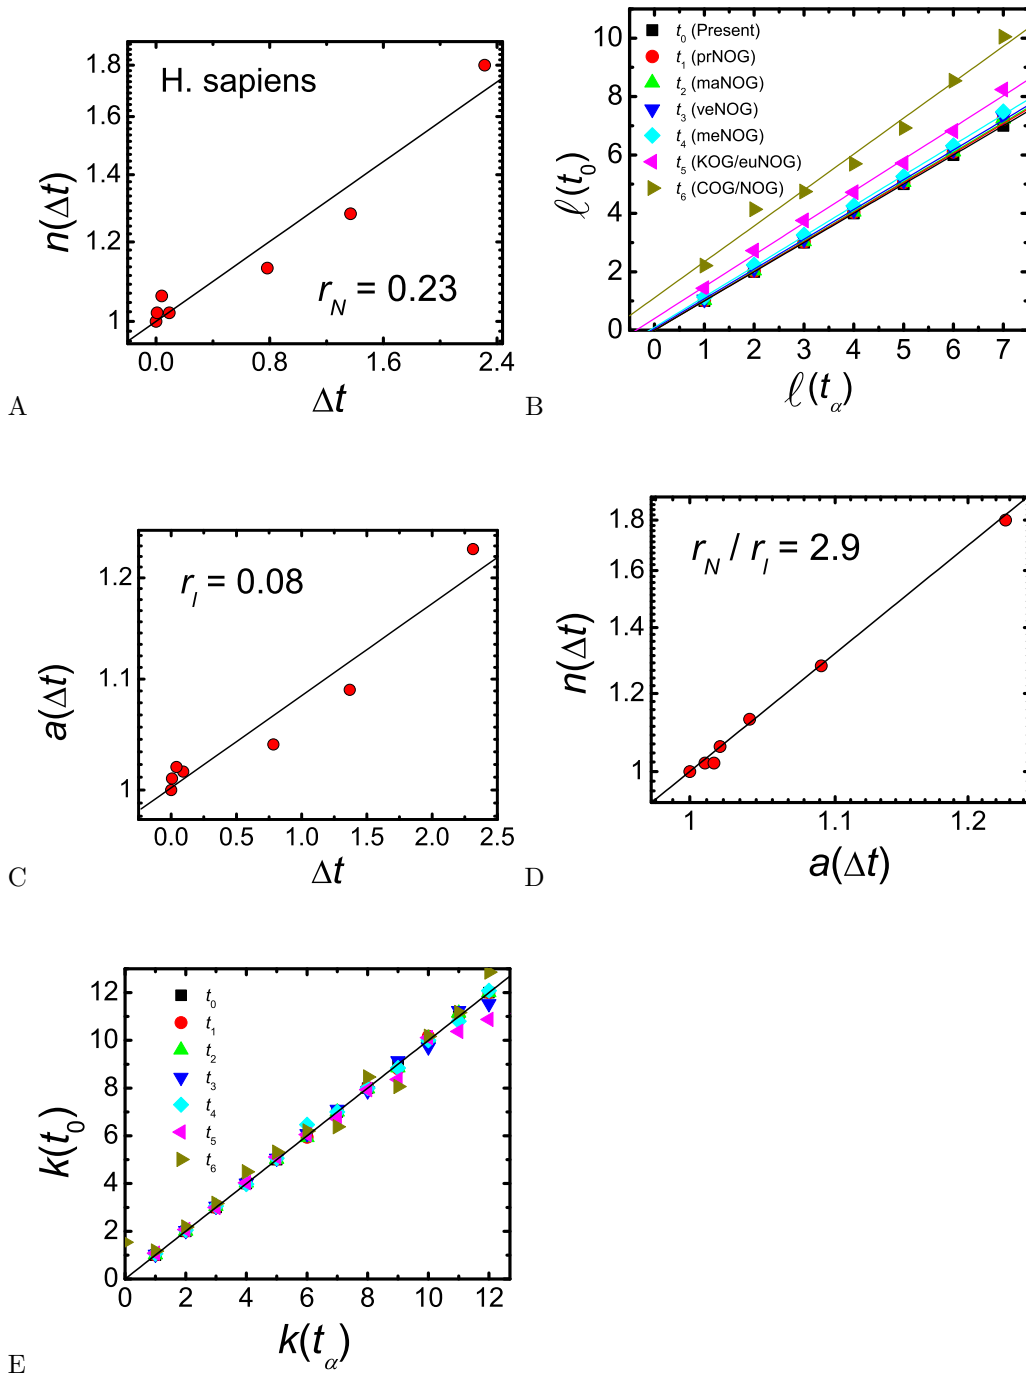 H. sapiens
r_N = 0.23
n(Δt)
1.8
1.6
1.4
1.2
1
0.0 0.8 1.6 2.4
Δt
A
t_0 (Present)
t_1 (prNOG)
t_2 (maNOG)
t_3 (veNOG)
t_4 (meNOG)
t_5 (KOG/euNOG)
t_6 (COG/NOG)
ℓ(t_0)
10
8
6
4
2
0
0 1 2 3 4 5 6 7
ℓ(t_α)
B
r_I = 0.08
a(Δt)
1.2
1.1
1
0.0 0.5 1.0 1.5 2.0 2.5
Δt
C
r_N / r_I = 2.9
n(Δt)
1.8
1.6
1.4
1.2
1
1 1.1 1.2
a(Δt)
D
t_0
t_1
t_2
t_3
t_4
t_5
t_6
k(t_0)
12
10
8
6
4
2
0
0 2 4 6 8 10 12
k(t_α)
E